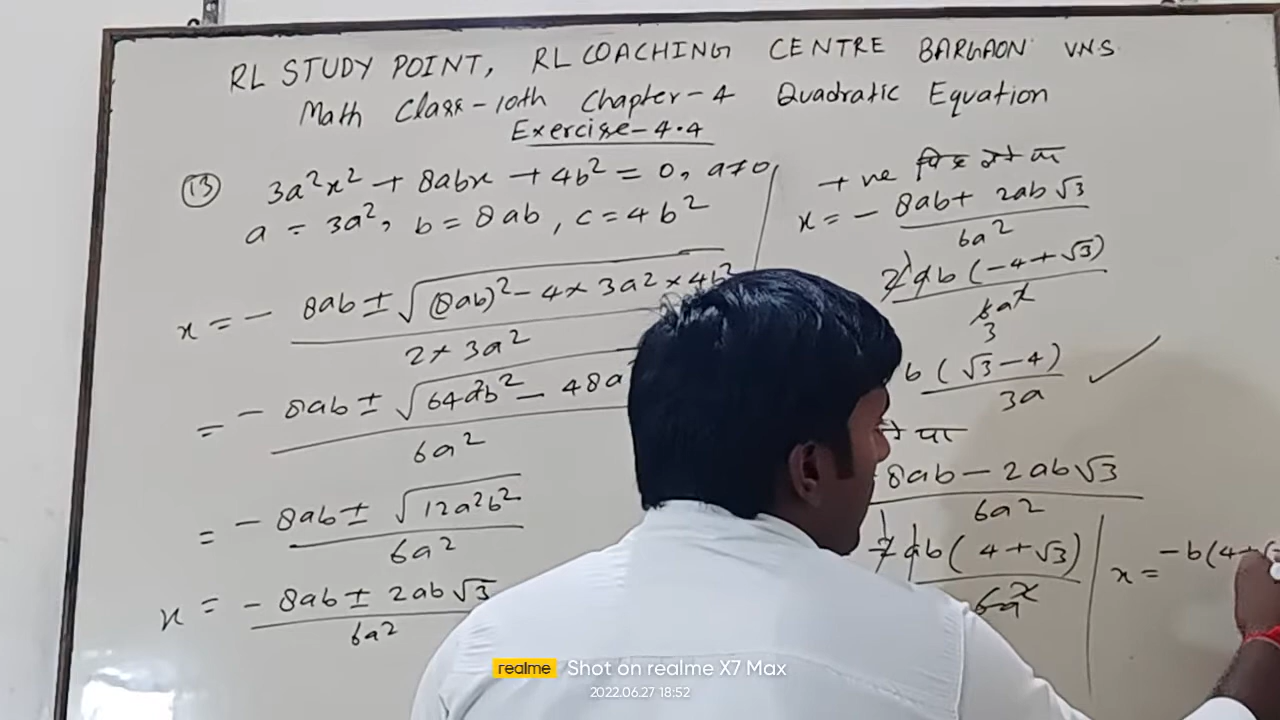 RL STUDY POINT, RL COACHING CENTRE BARGAON VNS
Math Class-10th Chapter-4 Quadratic Equation
Exercise-4.4
(13) 3a²x² + 8abx + 4b² = 0, a≠0
a = 3a², b = 8ab, c = 4b²
x = - 8ab ± √(8ab)² - 4 × 3a² × 4b²
2 × 3a²
= - 8ab ± √64a²b² - 48a
6a²
= - 8ab ± √12a²b²
6a²
x = - 8ab ± 2ab√3
6a²
+ ve
x = - 8ab + 2ab√3
6a²
2ab (-4+√3)
6a²
3
b (√3-4) ✓
3a
8ab - 2ab√3
6a²
-2ab (4+√3)
6a²
x = -b(4+
realme Shot on realme X7 Max
2022.06.27 18:52